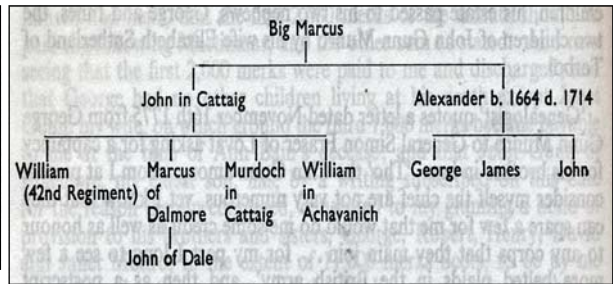 Big Marcus
John in Cattaig
Alexander b. 1664 d. 1714
William
(42nd Regiment)
Marcus
of
Dalmore
Murdoch
in
Cattaig
William
in
Achavanich
George
James
John
John of Dale